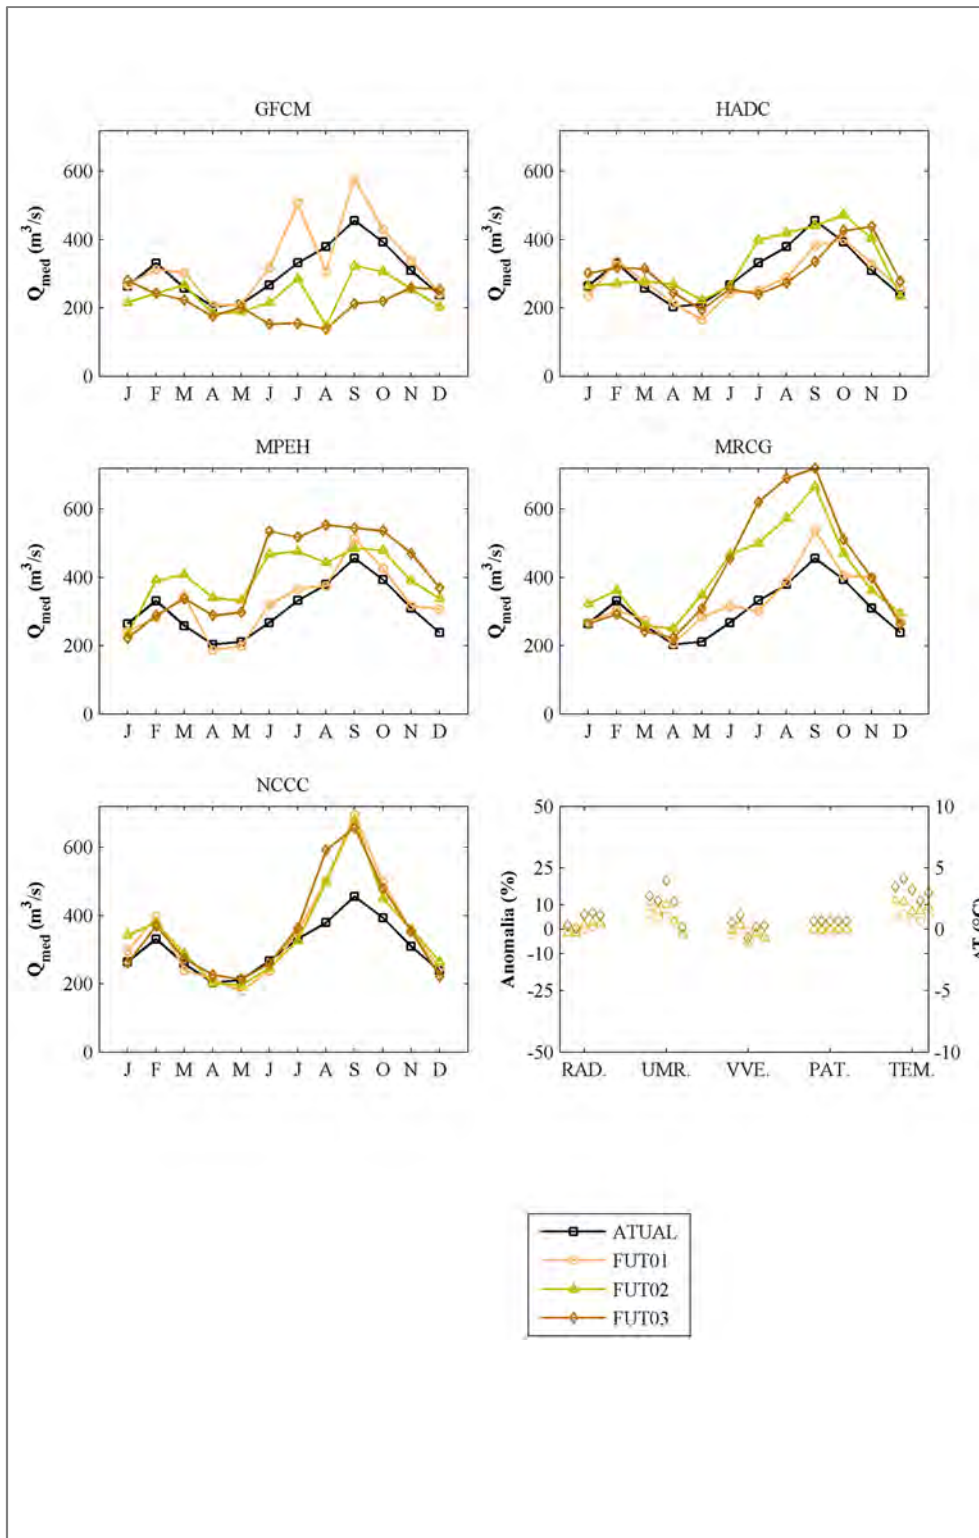 GFCM
Q_med (m³/s)
600
400
200
0
J F M A M J J A S O N D
HADC
Q_med (m³/s)
600
400
200
0
J F M A M J J A S O N D
MPEH
Q_med (m³/s)
600
400
200
0
J F M A M J J A S O N D
MRCG
Q_med (m³/s)
600
400
200
0
J F M A M J J A S O N D
NCCC
Q_med (m³/s)
600
400
200
0
J F M A M J J A S O N D
Anomalia (%)
50
25
10
0
-10
-25
-50
RAD. UMR. VVE. PAT. TEM.
10
5
0
-5
-10
ΔT (°C)
ATUAL
FUT01
FUT02
FUT03